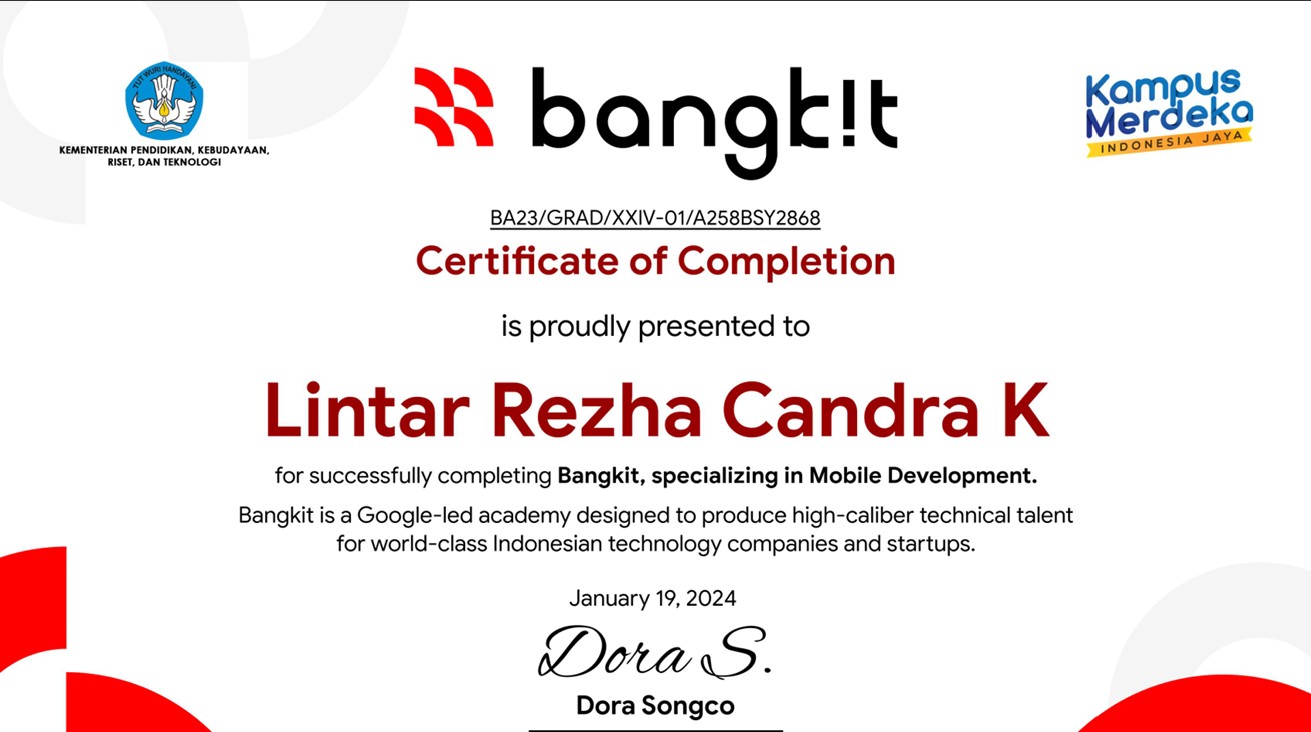 TUT WURI HANDAYANI
KEMENTERIAN PENDIDIKAN, KEBUDAYAAN,
RISET, DAN TEKNOLOGI
bangk!t
Kampus
Merdeka
INDONESIA JAYA
BA23/GRAD/XXIV-01/A258BSY2868
Certificate of Completion
is proudly presented to
Lintar Rezha Candra K
for successfully completing Bangkit, specializing in Mobile Development.
Bangkit is a Google-led academy designed to produce high-caliber technical talent
for world-class Indonesian technology companies and startups.
January 19, 2024
Dora S.
Dora Songco